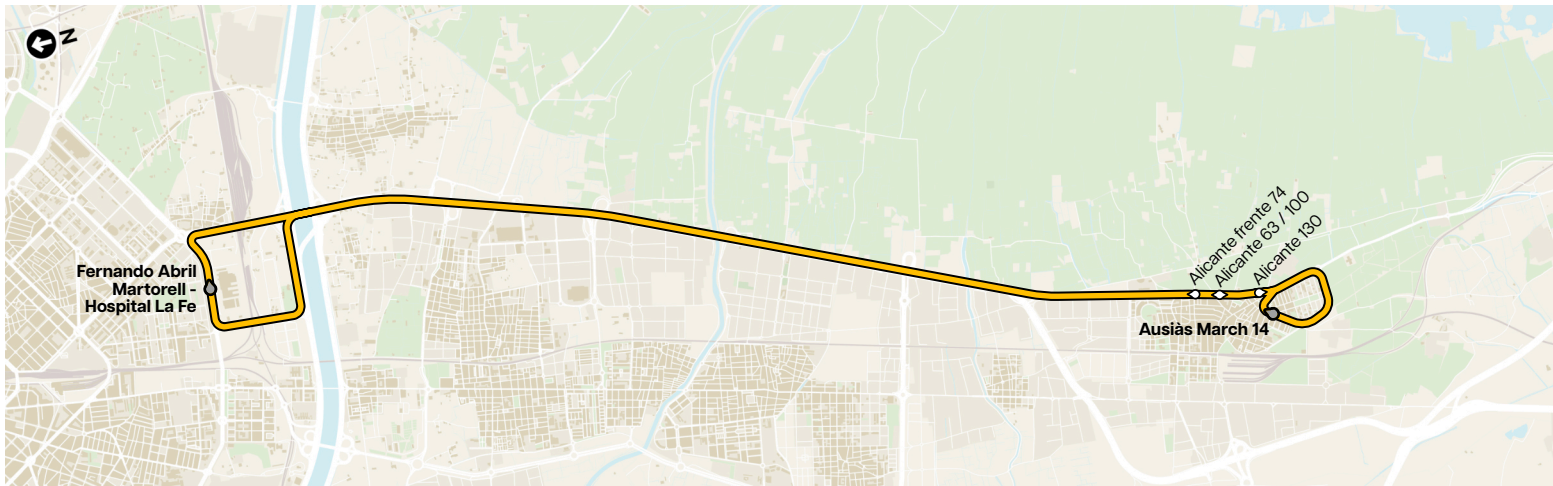 N
Fernando Abril
Martorell -
Hospital La Fe
Alicante frente 74
Alicante 63 / 100
Alicante 130
Ausiàs March 14